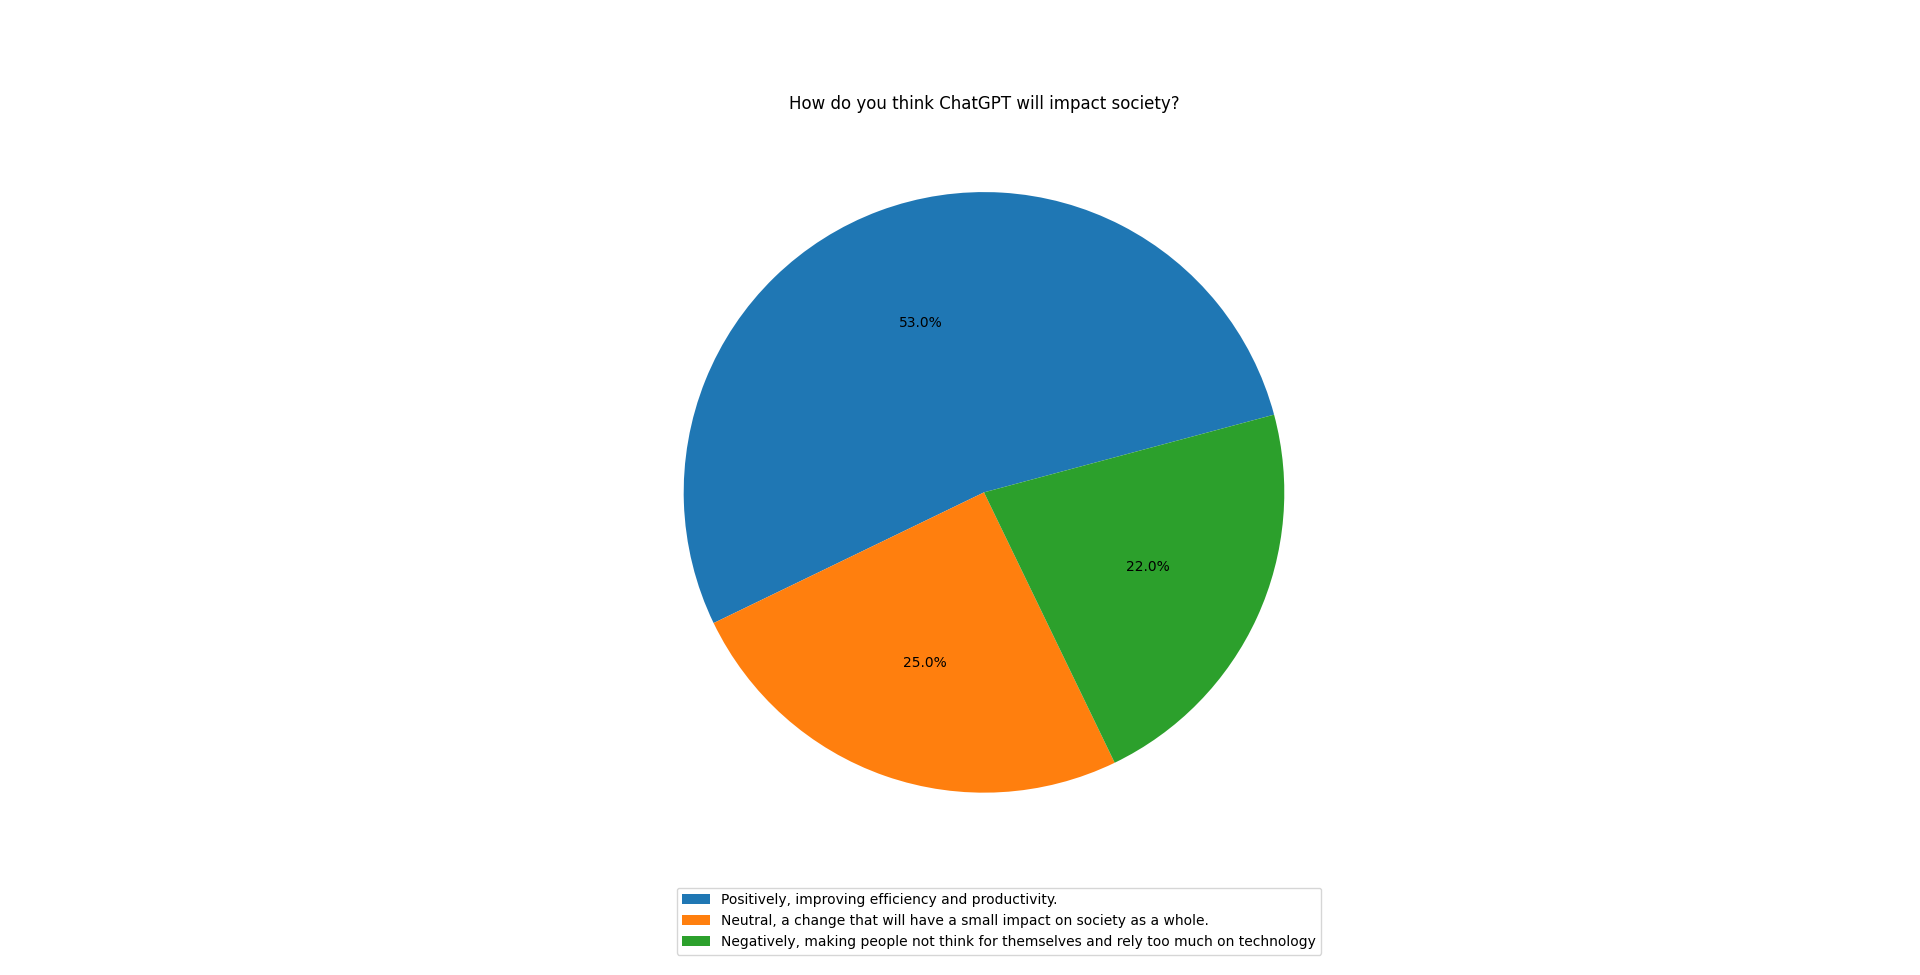 How do you think ChatGPT will impact society?
53.0%
22.0%
25.0%
Positively, improving efficiency and productivity.
Neutral, a change that will have a small impact on society as a whole.
Negatively, making people not think for themselves and rely too much on technology